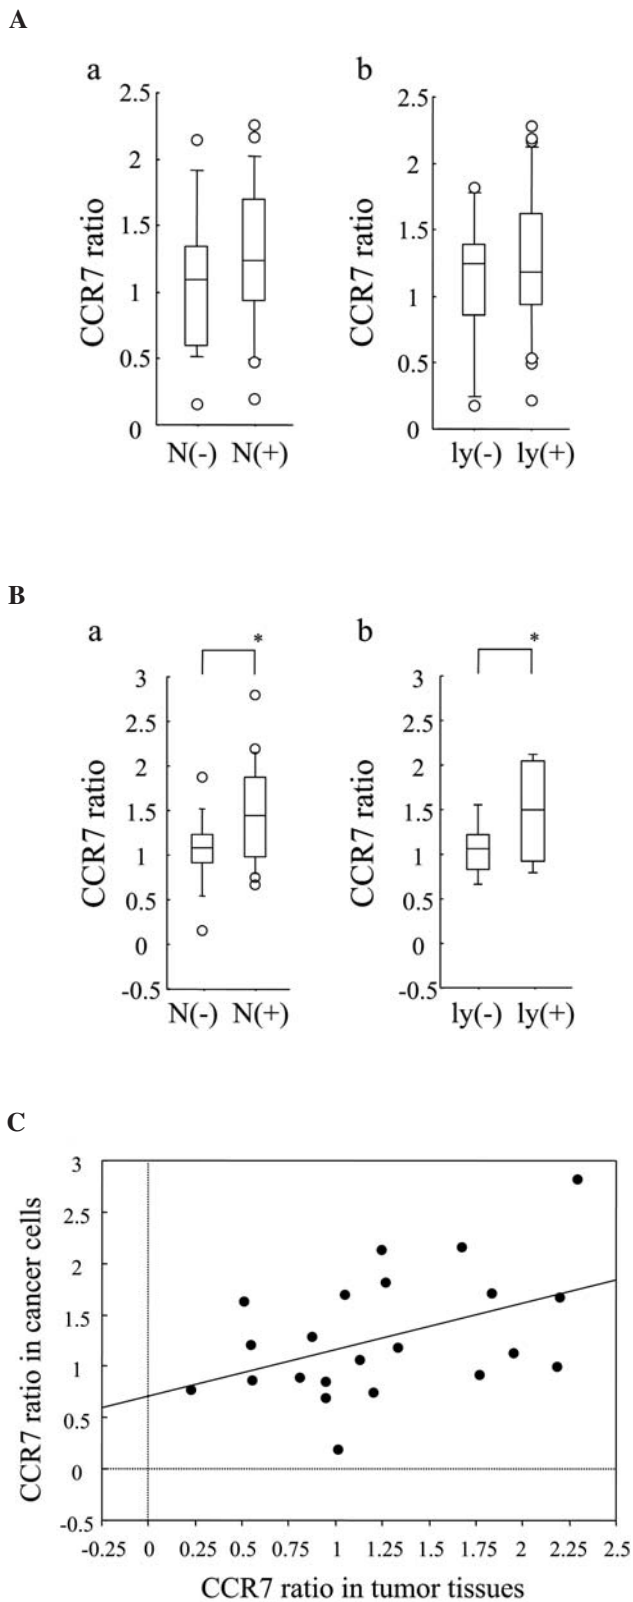 A
a
b
2.5
2
1.5
1
0.5
0
CCR7 ratio
N(-) N(+)
2.5
2
1.5
1
0.5
0
CCR7 ratio
ly(-) ly(+)
B
a
b
*
*
3
2.5
2
1.5
1
0.5
0
-0.5
CCR7 ratio
N(-) N(+)
3
2.5
2
1.5
1
0.5
0
-0.5
CCR7 ratio
ly(-) ly(+)
C
3
2.5
2
1.5
1
0.5
0
-0.5
CCR7 ratio in cancer cells
-0.25 0 0.25 0.5 0.75 1 1.25 1.5 1.75 2 2.25 2.5
CCR7 ratio in tumor tissues